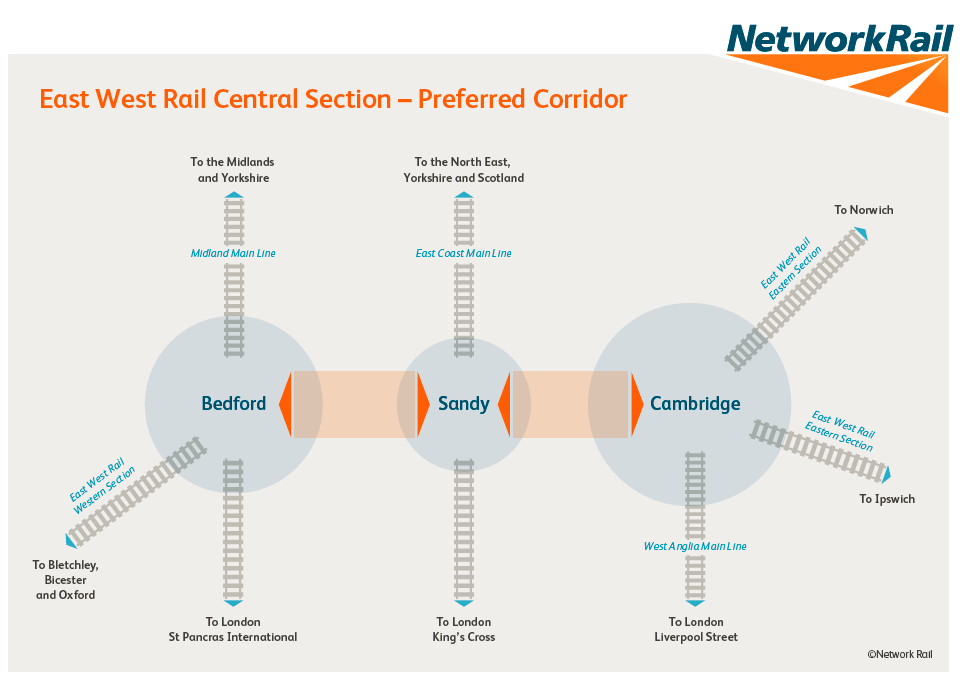 NetworkRail
East West Rail Central Section – Preferred Corridor
To the Midlands
and Yorkshire
To the North East,
Yorkshire and Scotland
To Norwich
Midland Main Line
East Coast Main Line
East West Rail
Eastern Section
Bedford
Sandy
Cambridge
East West Rail
Eastern Section
East West Rail
Western Section
To Ipswich
West Anglia Main Line
To Bletchley,
Bicester
and Oxford
To London
St Pancras International
To London
King's Cross
To London
Liverpool Street
©Network Rail